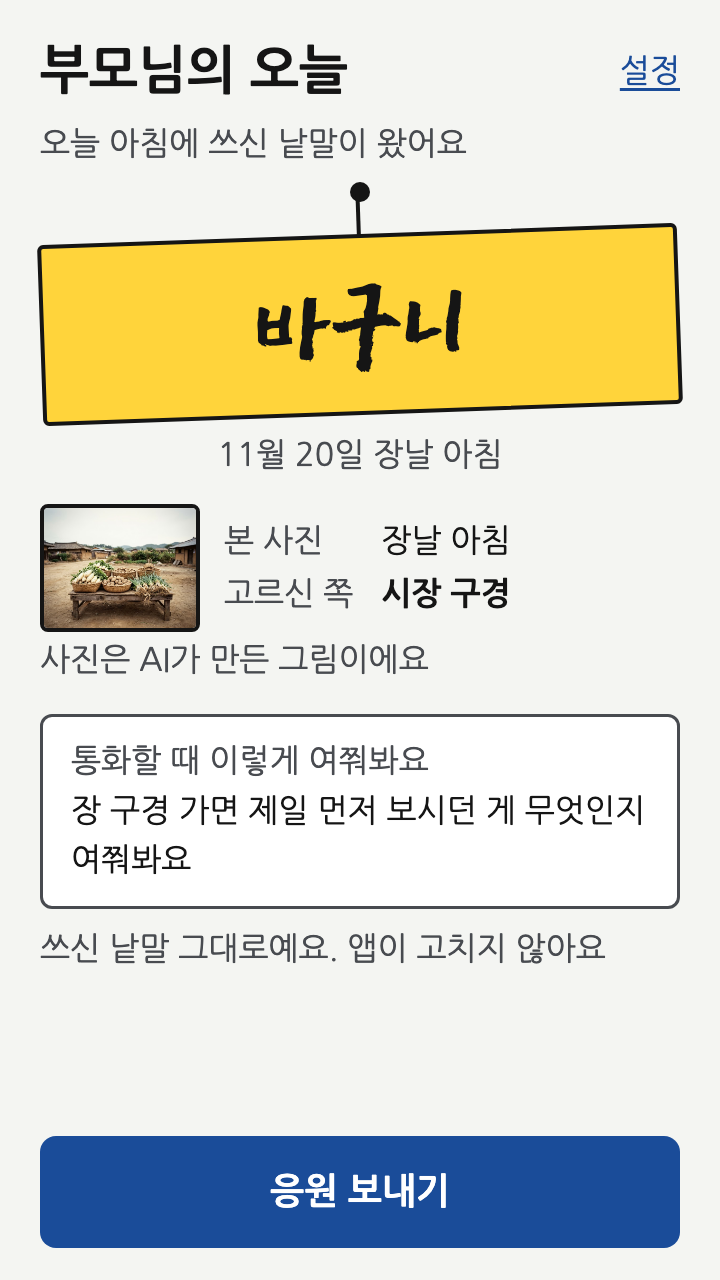 부모님의 오늘
설정
오늘 아침에 쓰신 낱말이 왔어요
바구니
11월 20일 장날 아침
본 사진 장날 아침
고르신 쪽 시장 구경
사진은 AI가 만든 그림이에요
통화할 때 이렇게 여쭤봐요
장 구경 가면 제일 먼저 보시던 게 무엇인지
여쭤봐요
쓰신 낱말 그대로예요. 앱이 고치지 않아요
응원 보내기